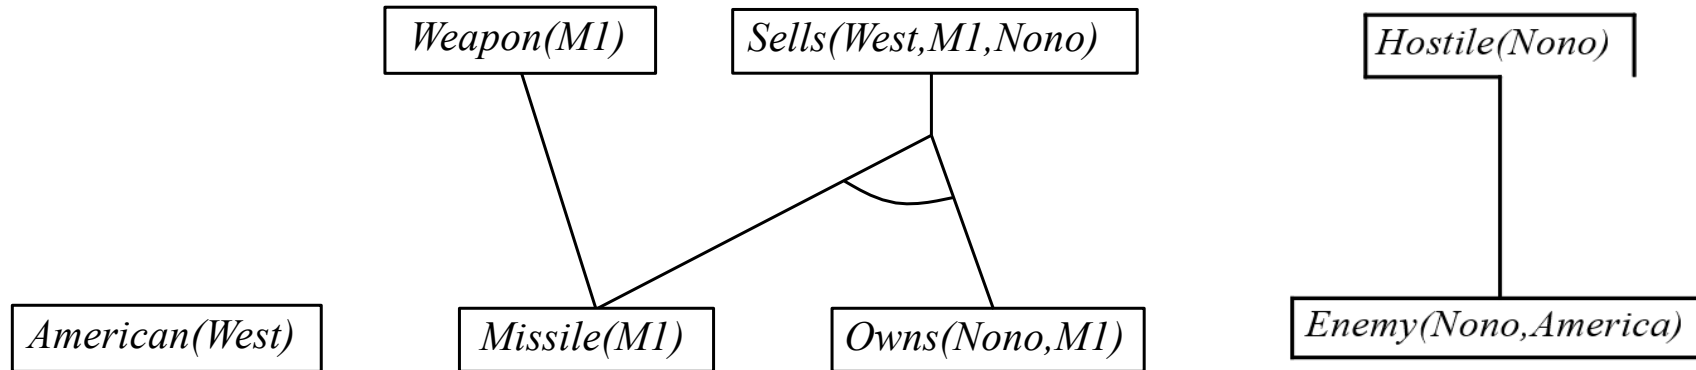 Weapon(M1)
Sells(West,M1,Nono)
Hostile(Nono)
American(West)
Missile(M1)
Owns(Nono,M1)
Enemy(Nono,America)